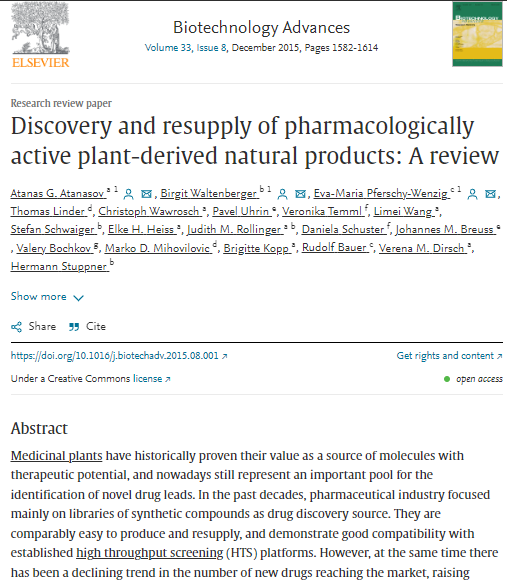 ELSEVIER
Biotechnology Advances
Volume 33, Issue 8, December 2015, Pages 1582-1614
BIOTECHNOLOGY
Research review paper
Discovery and resupply of pharmacologically
active plant-derived natural products: A review
Atanas G. Atanasov a 1, Birgit Waltenberger b 1, Eva-Maria Pferschy-Wenzig c 1,
Thomas Linder d, Christoph Wawrosch a, Pavel Uhrin e, Veronika Temml f, Limei Wang a,
Stefan Schwaiger b, Elke H. Heiss a, Judith M. Rollinger a b, Daniela Schuster f, Johannes M. Breuss e
, Valery Bochkov g, Marko D. Mihovilovic d, Brigitte Kopp a, Rudolf Bauer c, Verena M. Dirsch a,
Hermann Stuppner b
Show more
Share Cite
https://doi.org/10.1016/j.biotechadv.2015.08.001 ↗ Get rights and content ↗
Under a Creative Commons license ↗ open access
Abstract
Medicinal plants have historically proven their value as a source of molecules with
therapeutic potential, and nowadays still represent an important pool for the
identification of novel drug leads. In the past decades, pharmaceutical industry focused
mainly on libraries of synthetic compounds as drug discovery source. They are
comparably easy to produce and resupply, and demonstrate good compatibility with
established high throughput screening (HTS) platforms. However, at the same time there
has been a declining trend in the number of new drugs reaching the market, raising